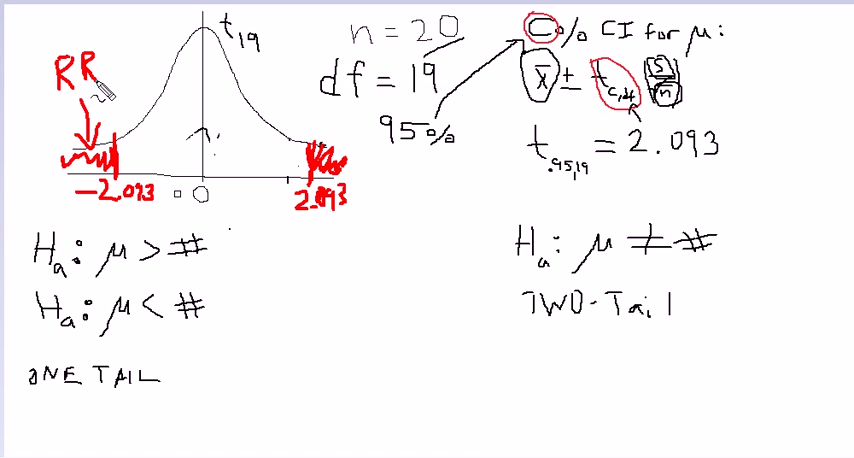 t19
RR
-2.093
0
2.093
n = 20
df = 19
95%
C% CI for μ:
x̄ ± tc,df s/√n
t.95,19 = 2.093
Ha: μ > #
Ha: μ < #
ONE TAIL
Ha: μ ≠ #
TWO-Tail